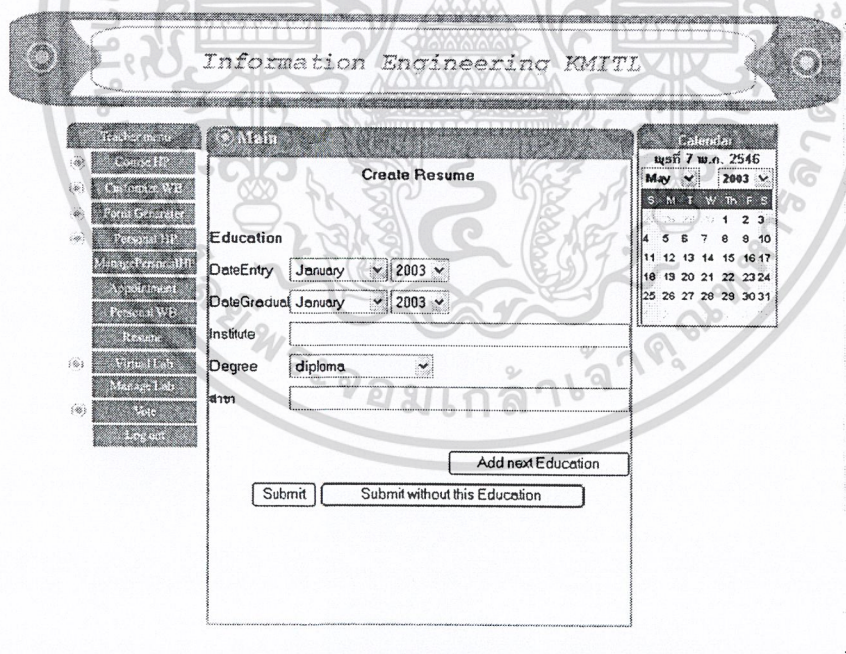 Information Engineering KMITL
Teacher menu
Course HP
Customize WB
Form Generater
Personal HP
Manage Personal HP
Appointment
Personal WB
Resume
Virtual Lab
Manage Lab
Vote
Log out
Main
Create Resume
Education
DateEntry January 2003
DateGraduat January 2003
Institute
Degree diploma
สาขา
Add next Education
Submit Submit without this Education
Calendar
พุธที่ 7 พ.ค. 2546
May 2003
S M T W Th F S
1 2 3
4 5 6 7 8 9 10
11 12 13 14 15 16 17
18 19 20 21 22 23 24
25 26 27 28 29 30 31